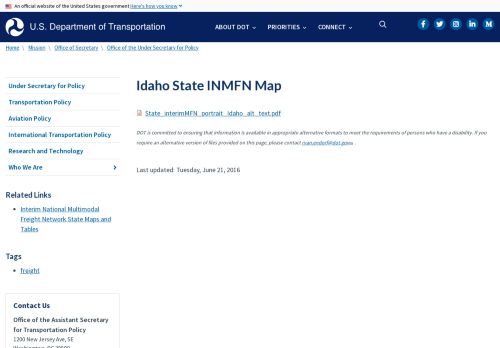 An official website of the United States government Here's how you know
U.S. Department of Transportation
ABOUT DOT
PRIORITIES
CONNECT
Home \ Mission \ Office of Secretary \ Office of the Under Secretary for Policy
Under Secretary for Policy
Transportation Policy
Aviation Policy
International Transportation Policy
Research and Technology
Who We Are
Related Links
Interim National Multimodal
Freight Network State Maps and
Tables
Tags
freight
Contact Us
Office of the Assistant Secretary
for Transportation Policy
1200 New Jersey Ave, SE
Idaho State INMFN Map
State_interimMFN_portrait_Idaho_alt_text.pdf
DOT is committed to ensuring that information is available in appropriate alternative formats to meet the requirements of persons who have a disability. If you
require an alternative version of files provided on this page, please contact
Last updated: Tuesday, June 21, 2016